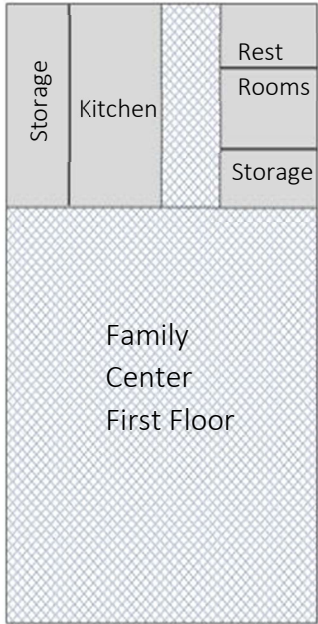 Storage
Kitchen
Rest
Rooms
Storage
Family
Center
First Floor